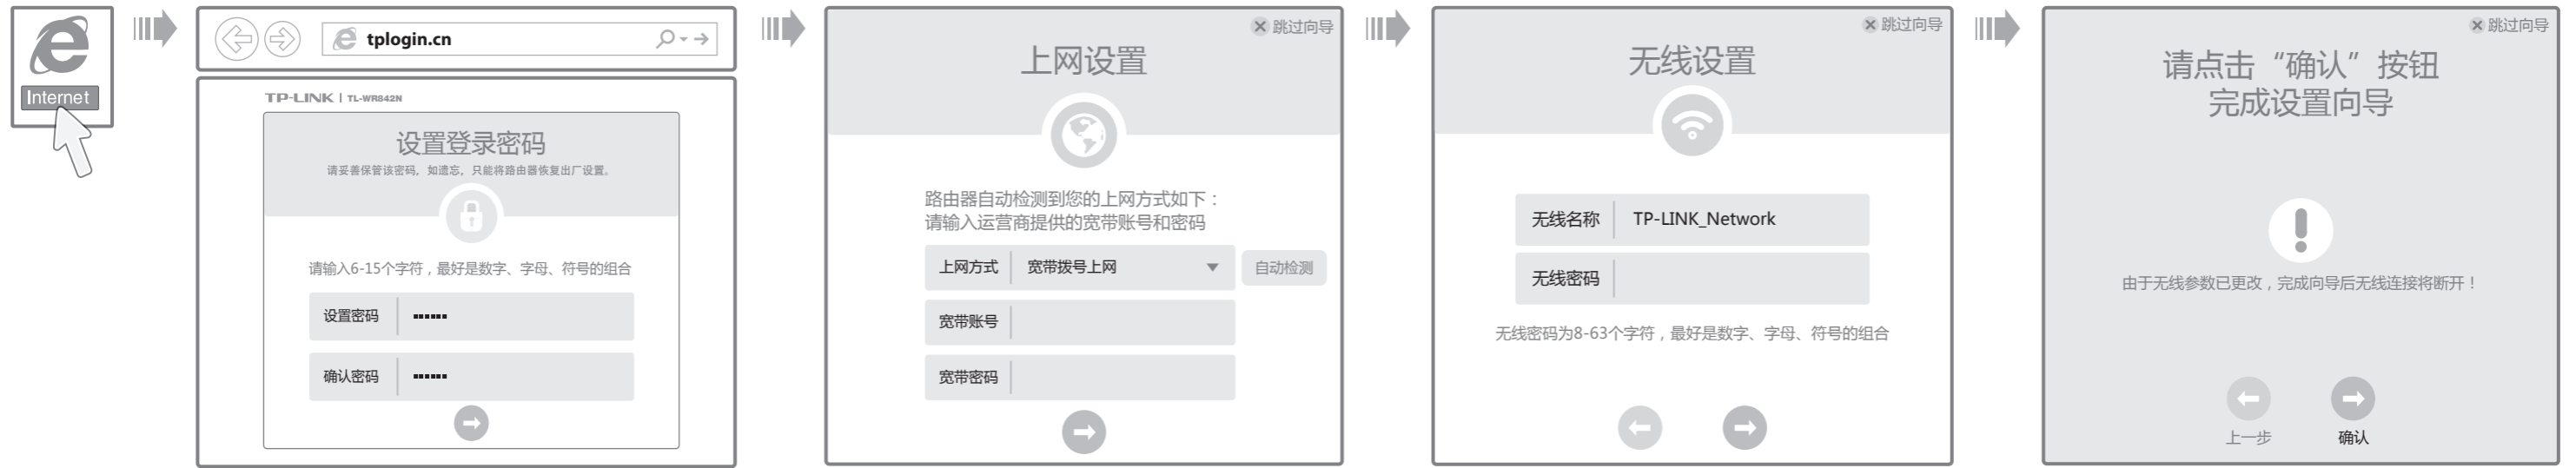 Internet
tplogin.cn
TP-LINK | TL-WR842N
设置登录密码
请妥善保管该密码，如遗忘，只能将路由器恢复出厂设置。
请输入6-15个字符，最好是数字、字母、符号的组合
设置密码 ••••••
确认密码 ••••••
跳过向导
上网设置
路由器自动检测到您的上网方式如下：
请输入运营商提供的宽带账号和密码
上网方式 宽带拨号上网 自动检测
宽带账号
宽带密码
跳过向导
无线设置
无线名称 TP-LINK_Network
无线密码
无线密码为8-63个字符，最好是数字、字母、符号的组合
跳过向导
请点击“确认”按钮
完成设置向导
由于无线参数已更改，完成向导后无线连接将断开！
上一步 确认